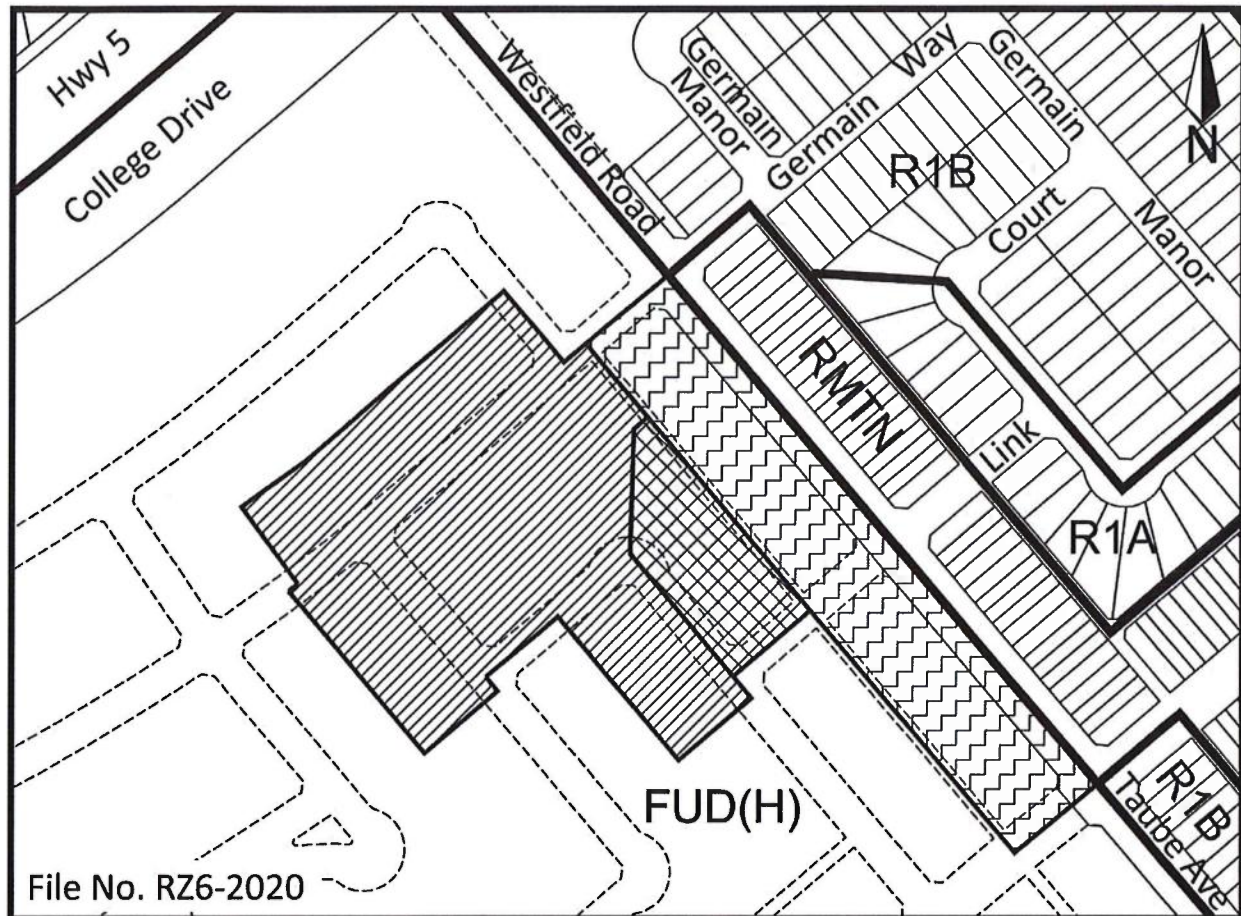 Hwy 5
College Drive
Westfield Road
Germain
Manor
Germain
Way
Germain
Manor
R1B
Court
N
RMTN
Link
R1A
R1B
Taube Ave
FUD(H)
File No. RZ6-2020